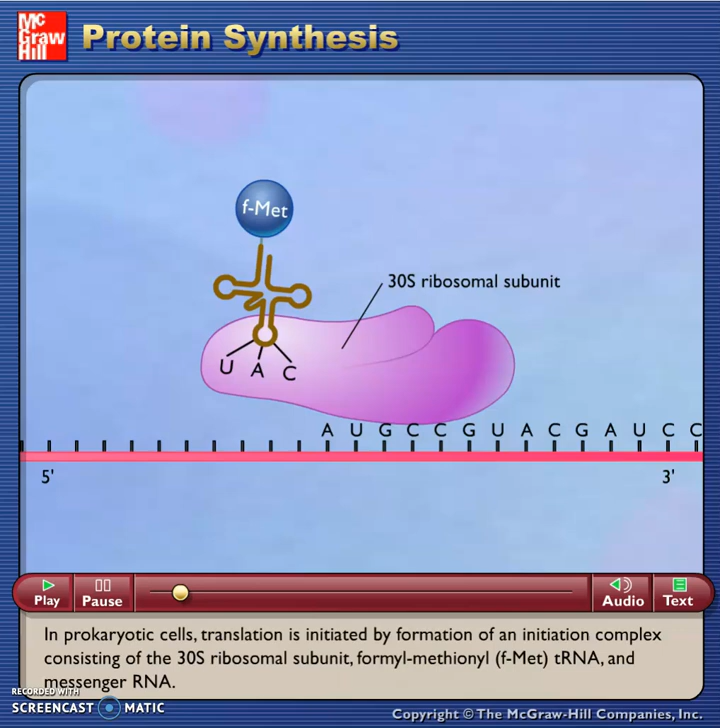 Mc
Graw
Hill
Protein Synthesis
f-Met
30S ribosomal subunit
U A C
A U G C C G U A C G A U C C
5' 3'
Play Pause Audio Text
In prokaryotic cells, translation is initiated by formation of an initiation complex
consisting of the 30S ribosomal subunit, formyl-methionyl (f-Met) tRNA, and
messenger RNA.
RECORDED WITH
SCREENCAST MATIC
Copyright © The McGraw-Hill Companies, Inc.